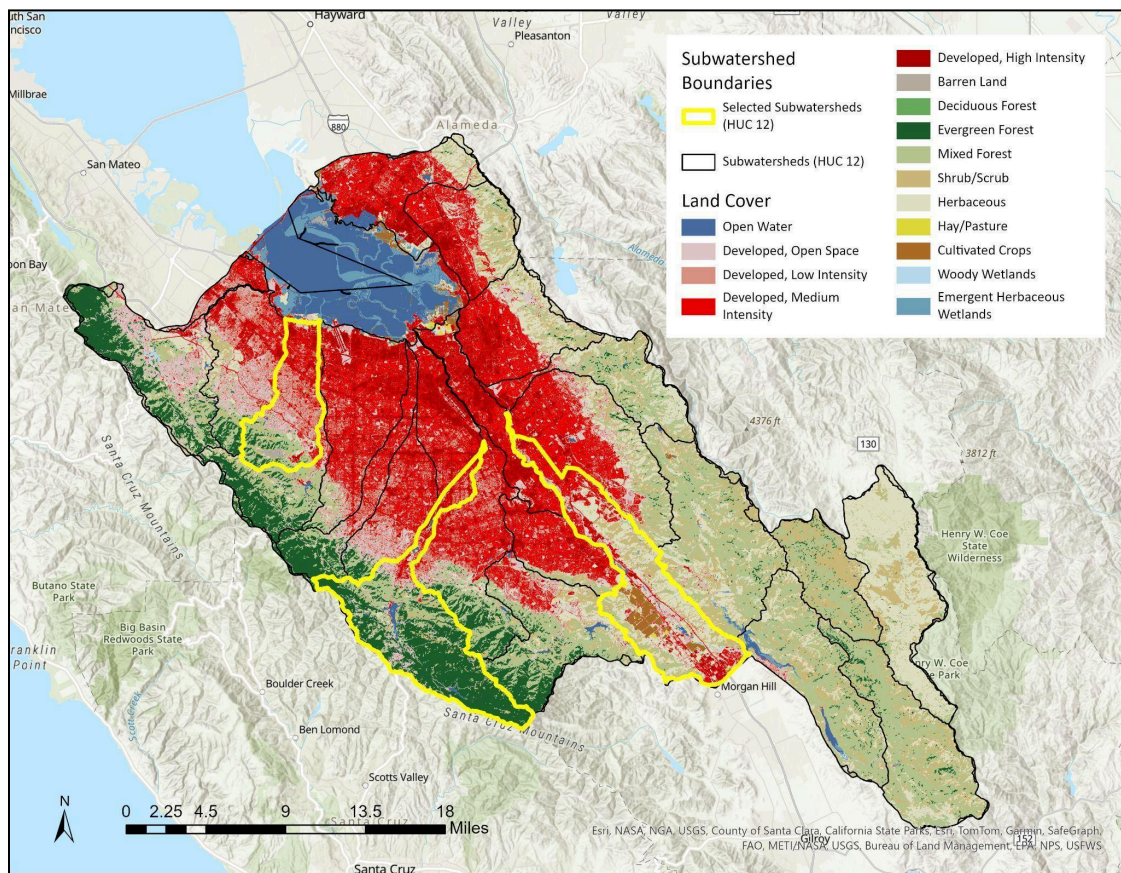 uth San
ncisco
Hayward
Valley
Valley
Pleasanton
Millbrae
880
Alameda
San Mateo
oon Bay
an Mateo
Alameda
4376 ft
130
3812 ft
Santa Cruz Mountains
Henry W. Coe
State
Wilderness
Butano State
Park
Big Basin
Redwoods State
Park
ranklin
Point
nry W. Coe
e Park
Boulder Creek
Morgan Hill
Scott Creek
Ben Lomond
Santa Cruz Mountains
Scotts Valley
Santa Cruz
Gilroy
152
Santa Cruz
Subwatershed
Boundaries
Selected Subwatersheds
(HUC 12)
Subwatersheds (HUC 12)
Land Cover
Open Water
Developed, Open Space
Developed, Low Intensity
Developed, Medium
Intensity
Developed, High Intensity
Barren Land
Deciduous Forest
Evergreen Forest
Mixed Forest
Shrub/Scrub
Herbaceous
Hay/Pasture
Cultivated Crops
Woody Wetlands
Emergent Herbaceous
Wetlands
N
0 2.25 4.5 9 13.5 18
Miles
Esri, NASA, NGA, USGS, County of Santa Clara, California State Parks, Esri, TomTom, Garmin, SafeGraph,
FAO, METI/NASA, USGS, Bureau of Land Management, EPA, NPS, USFWS